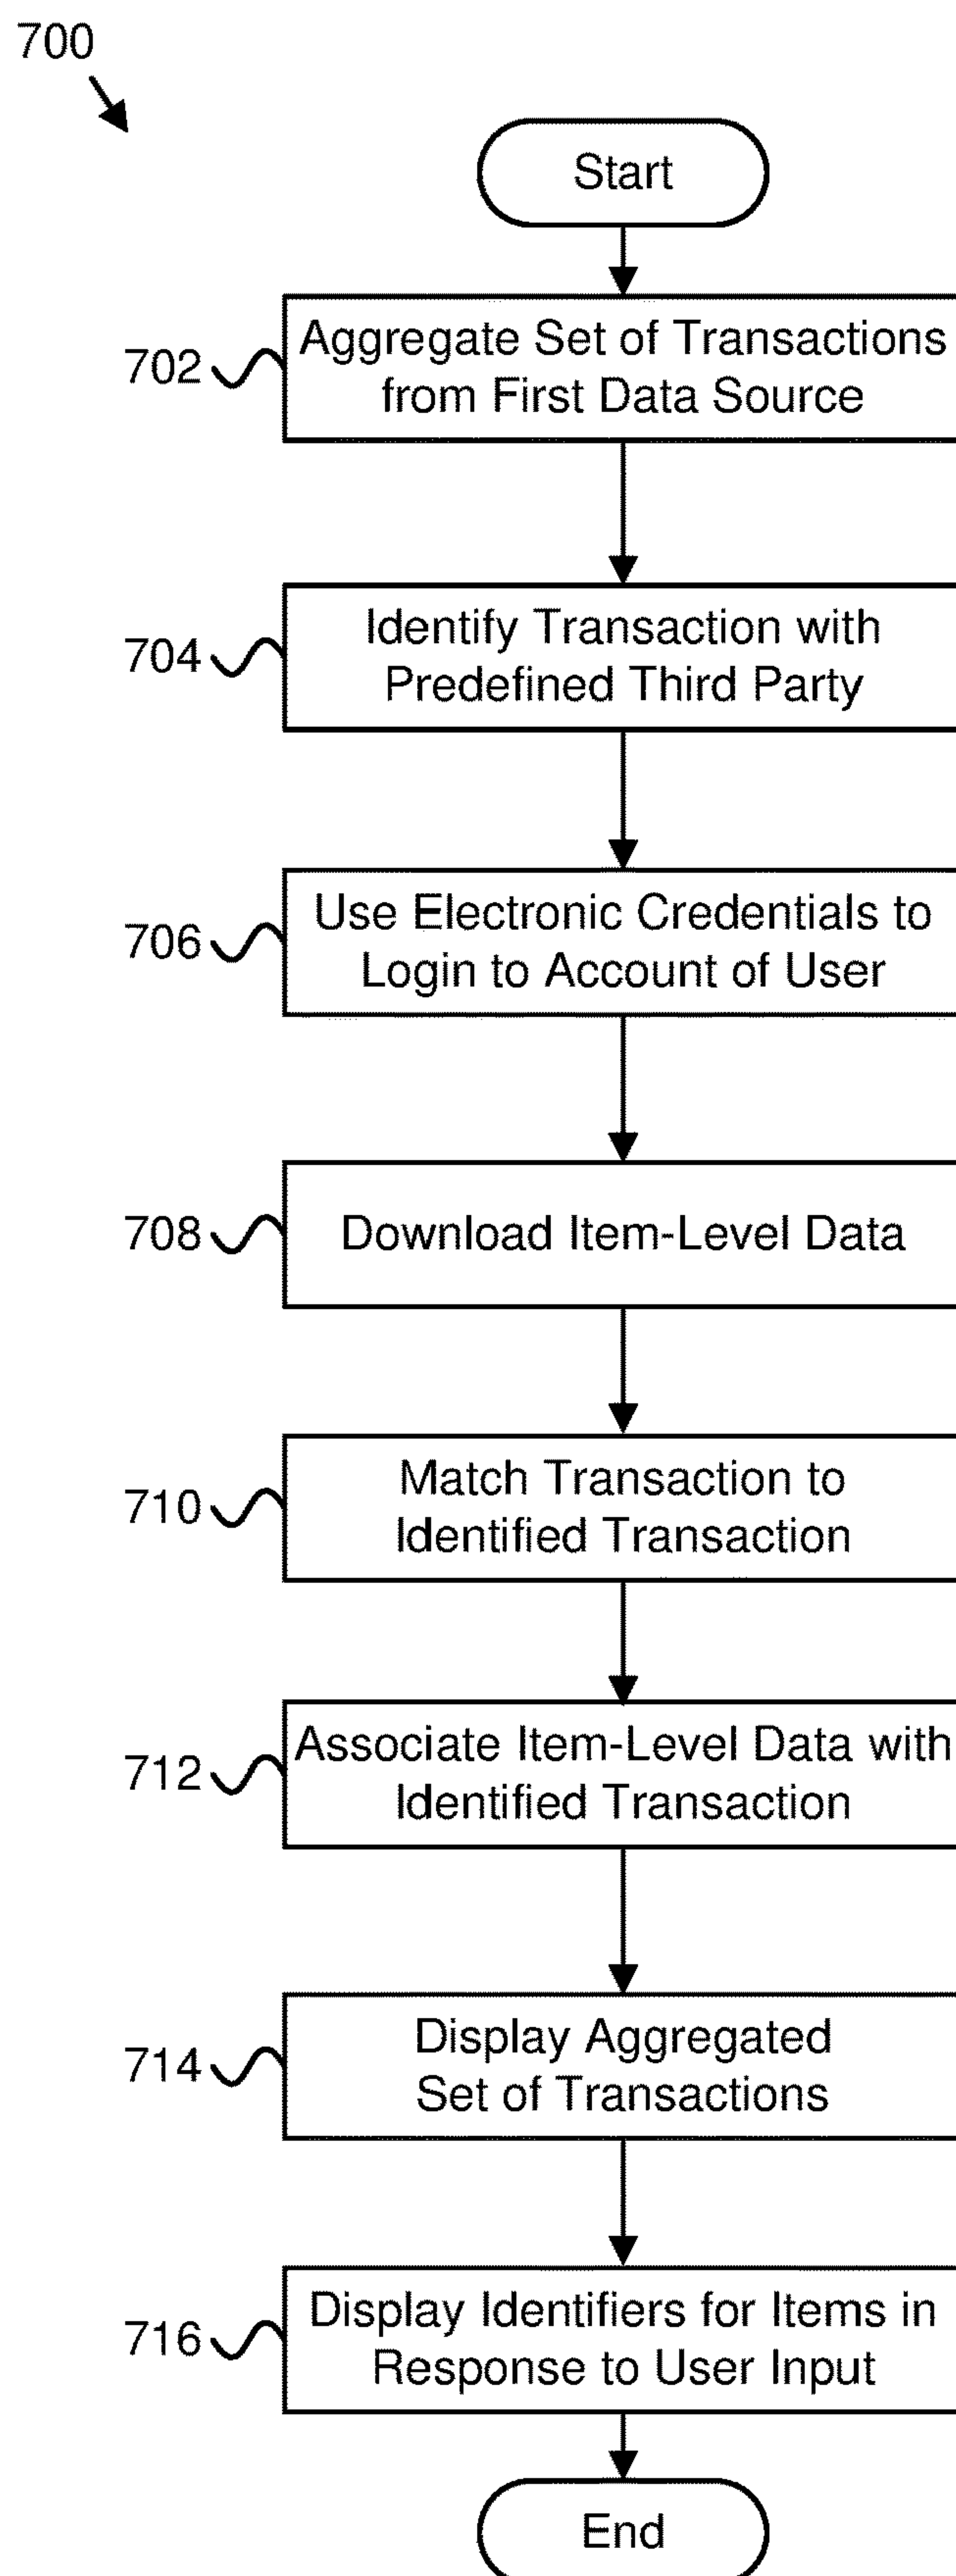 700
Start
702
Aggregate Set of Transactions
from First Data Source
704
Identify Transaction with
Predefined Third Party
706
Use Electronic Credentials to
Login to Account of User
708
Download Item-Level Data
710
Match Transaction to
Identified Transaction
712
Associate Item-Level Data with
Identified Transaction
714
Display Aggregated
Set of Transactions
716
Display Identifiers for Items in
Response to User Input
End